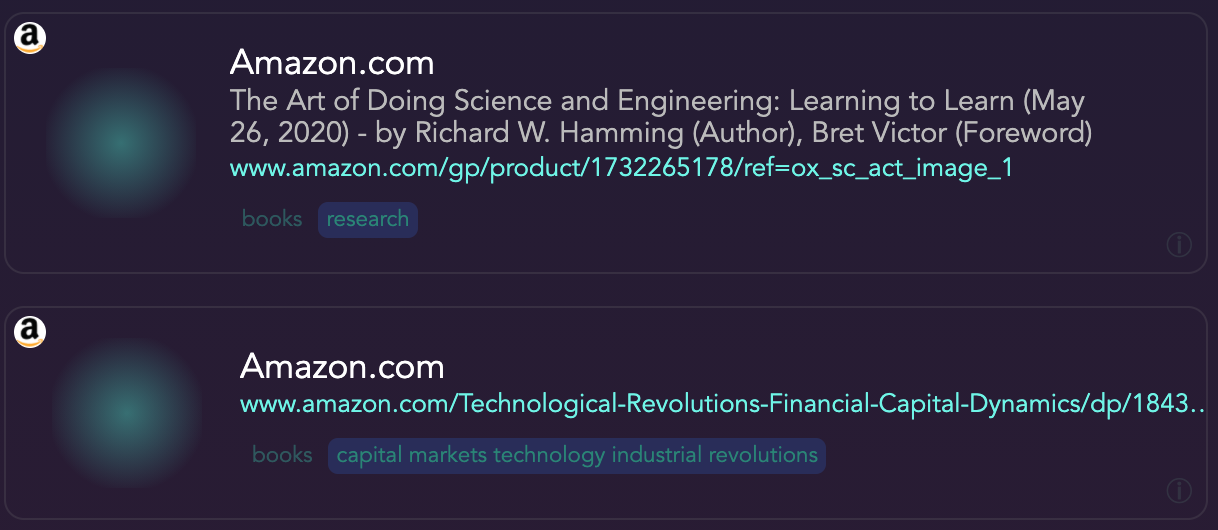 a
Amazon.com
The Art of Doing Science and Engineering: Learning to Learn (May
26, 2020) - by Richard W. Hamming (Author), Bret Victor (Foreword)
www.amazon.com/gp/product/1732265178/ref=ox_sc_act_image_1
books research
a
Amazon.com
www.amazon.com/Technological-Revolutions-Financial-Capital-Dynamics/dp/1843..
books capital markets technology industrial revolutions